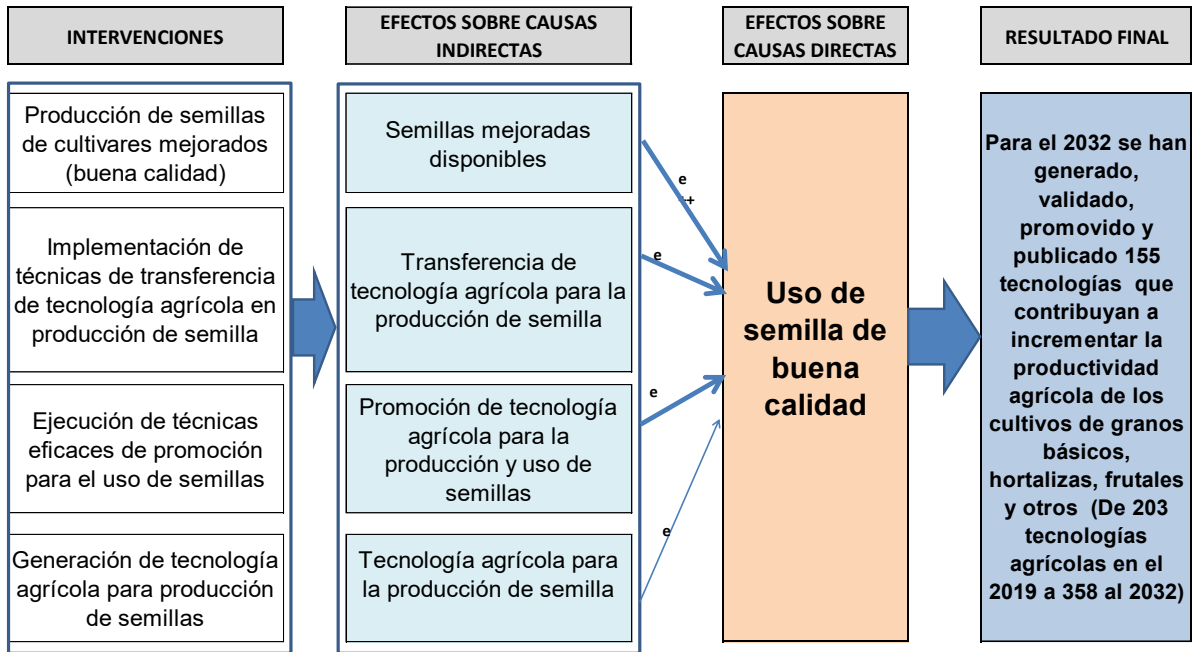 INTERVENCIONES
EFECTOS SOBRE CAUSAS
INDIRECTAS
EFECTOS SOBRE
CAUSAS DIRECTAS
RESULTADO FINAL
Producción de semillas
de cultivares mejorados
(buena calidad)
Implementación de
técnicas de transferencia
de tecnología agrícola en
producción de semilla
Ejecución de técnicas
eficaces de promoción
para el uso de semillas
Generación de tecnología
agrícola para producción
de semillas
Semillas mejoradas
disponibles
Transferencia de
tecnología agrícola para la
producción de semilla
Promoción de tecnología
agrícola para la
producción y uso de
semillas
Tecnología agrícola para
la producción de semilla
e
++
e
e
e
Uso de
semilla de
buena
calidad
Para el 2032 se han
generado,
validado,
promovido y
publicado 155
tecnologías que
contribuyan a
incrementar la
productividad
agrícola de los
cultivos de granos
básicos,
hortalizas, frutales
y otros (De 203
tecnologías
agrícolas en el
2019 a 358 al 2032)